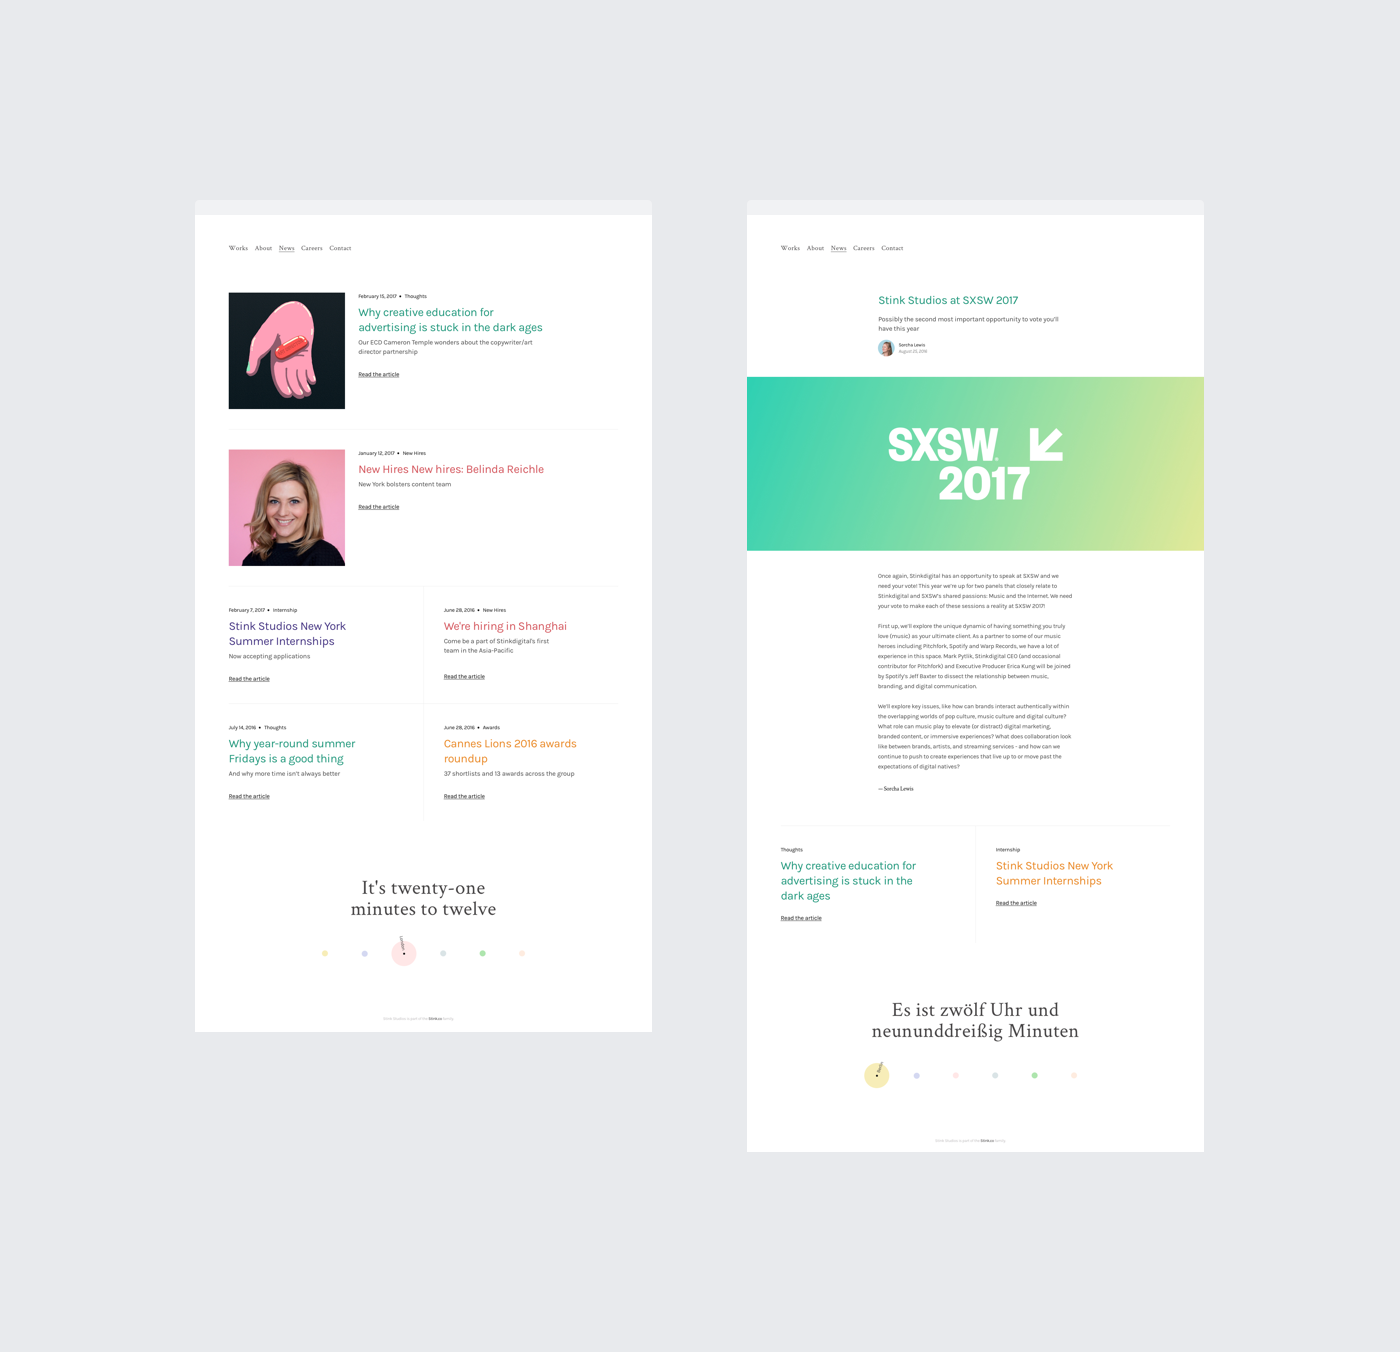 Works About News Careers Contact
February 15, 2017 • Thoughts
Why creative education for
advertising is stuck in the dark ages
Our ECD Cameron Temple wonders about the copywriter/art
director partnership
Read the article
January 12, 2017 • New Hires
New Hires New hires: Belinda Reichle
New York bolsters content team
Read the article
February 7, 2017 • Internship
Stink Studios New York
Summer Internships
Now accepting applications
Read the article
June 28, 2016 • New Hires
We're hiring in Shanghai
Come be a part of Stinkdigital's first
team in the Asia-Pacific
Read the article
July 14, 2016 • Thoughts
Why year-round summer
Fridays is a good thing
And why more time isn't always better
Read the article
June 28, 2016 • Awards
Cannes Lions 2016 awards
roundup
37 shortlists and 13 awards across the group
Read the article
It's twenty-one
minutes to twelve
London
Works About News Careers Contact
Stink Studios at SXSW 2017
Possibly the second most important opportunity to vote you'll
have this year
Sorcha Lewis
August 25, 2016
SXSW
2017
Once again, Stinkdigital has an opportunity to speak at SXSW and we
need your vote! This year we're up for two panels that closely relate to
Stinkdigital and SXSW's shared passions: Music and the Internet. We need
your vote to make each of these sessions a reality at SXSW 2017!
First up, we'll explore the unique dynamic of having something you truly
love (music) as your ultimate client. As a partner to some of our music
heroes including Pitchfork, Spotify and Warp Records, we have a lot of
experience in this space. Mark Pytlik, Stinkdigital CEO (and occasional
contributor for Pitchfork) and Executive Producer Erica Kung will be joined
by Spotify's Jeff Baxter to dissect the relationship between music,
branding, and digital communication.
We'll explore key issues, like how can brands interact authentically within
the overlapping worlds of pop culture, music culture and digital culture?
What role can music play to elevate (or distract) digital marketing,
branded content, or immersive experiences? What does collaboration look
like between brands, artists, and streaming services - and how can we
continue to push to create experiences that live up to or move past the
expectations of digital natives?
— Sorcha Lewis
Thoughts
Why creative education for
advertising is stuck in the
dark ages
Read the article
Internship
Stink Studios New York
Summer Internships
Read the article
Es ist zwölf Uhr und
neununddreißig Minuten